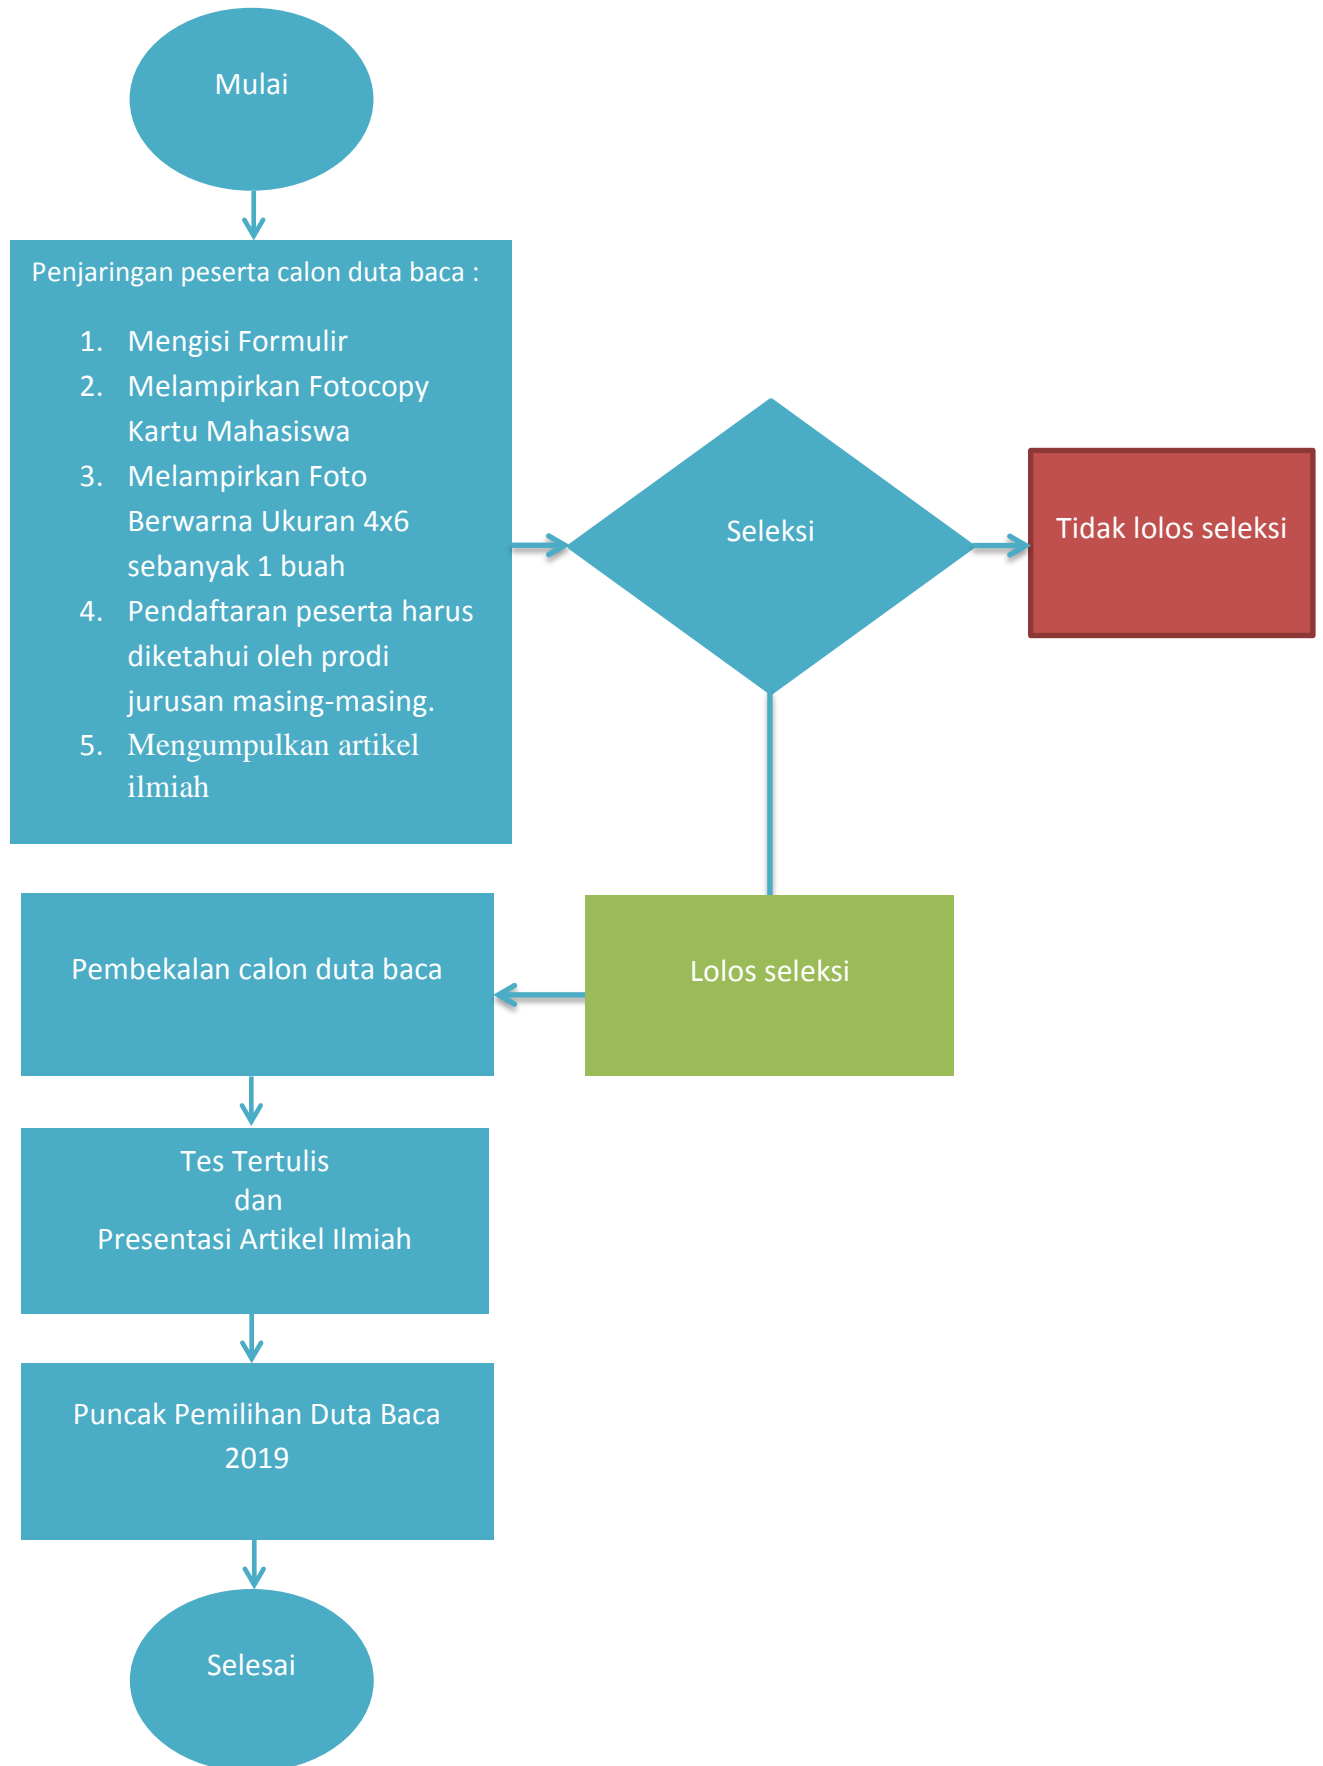 Mulai
Penjaringan peserta calon duta baca :
1. Mengisi Formulir
2. Melampirkan Fotocopy
Kartu Mahasiswa
3. Melampirkan Foto
Berwarna Ukuran 4x6
sebanyak 1 buah
4. Pendaftaran peserta harus
diketahui oleh prodi
jurusan masing-masing.
5. Mengumpulkan artikel
ilmiah
Seleksi
Tidak lolos seleksi
Lolos seleksi
Pembekalan calon duta baca
Tes Tertulis
dan
Presentasi Artikel Ilmiah
Puncak Pemilihan Duta Baca
2019
Selesai